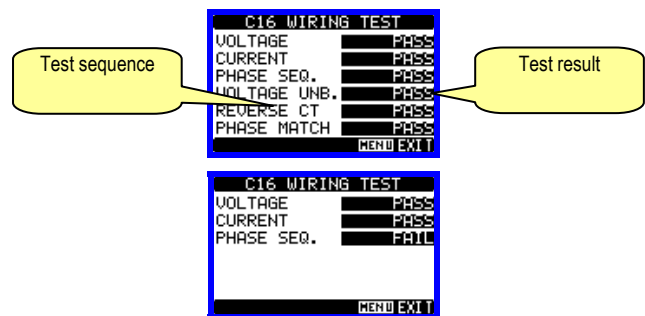 C16 WIRING TEST
VOLTAGE PASS
CURRENT PASS
PHASE SEQ. PASS
VOLTAGE UNB. PASS
REVERSE CT PASS
PHASE MATCH PASS
MENU EXIT
Test sequence
Test result
C16 WIRING TEST
VOLTAGE PASS
CURRENT PASS
PHASE SEQ. FAIL
MENU EXIT